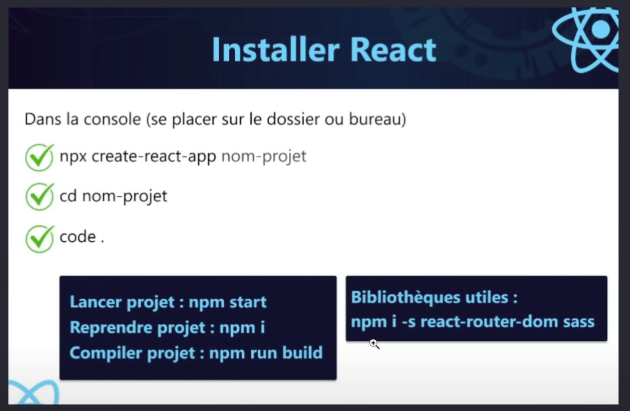 Installer React
Dans la console (se placer sur le dossier ou bureau)
npx create-react-app nom-projet
cd nom-projet
code .
Lancer projet : npm start
Reprendre projet : npm i
Compiler projet : npm run build
Bibliothèques utiles :
npm i -s react-router-dom sass